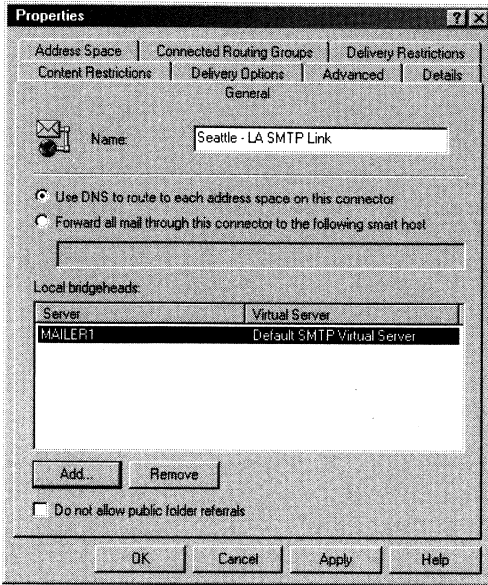 Properties
Address Space Connected Routing Groups Delivery Restrictions
Content Restrictions Delivery Options Advanced Details
General
Name: Seattle - LA SMTP Link
Use DNS to route to each address space on this connector
Forward all mail through this connector to the following smart host
Local bridgeheads:
Server Virtual Server
MAILER1 Default SMTP Virtual Server
Add... Remove
Do not allow public folder referrals
OK Cancel Apply Help